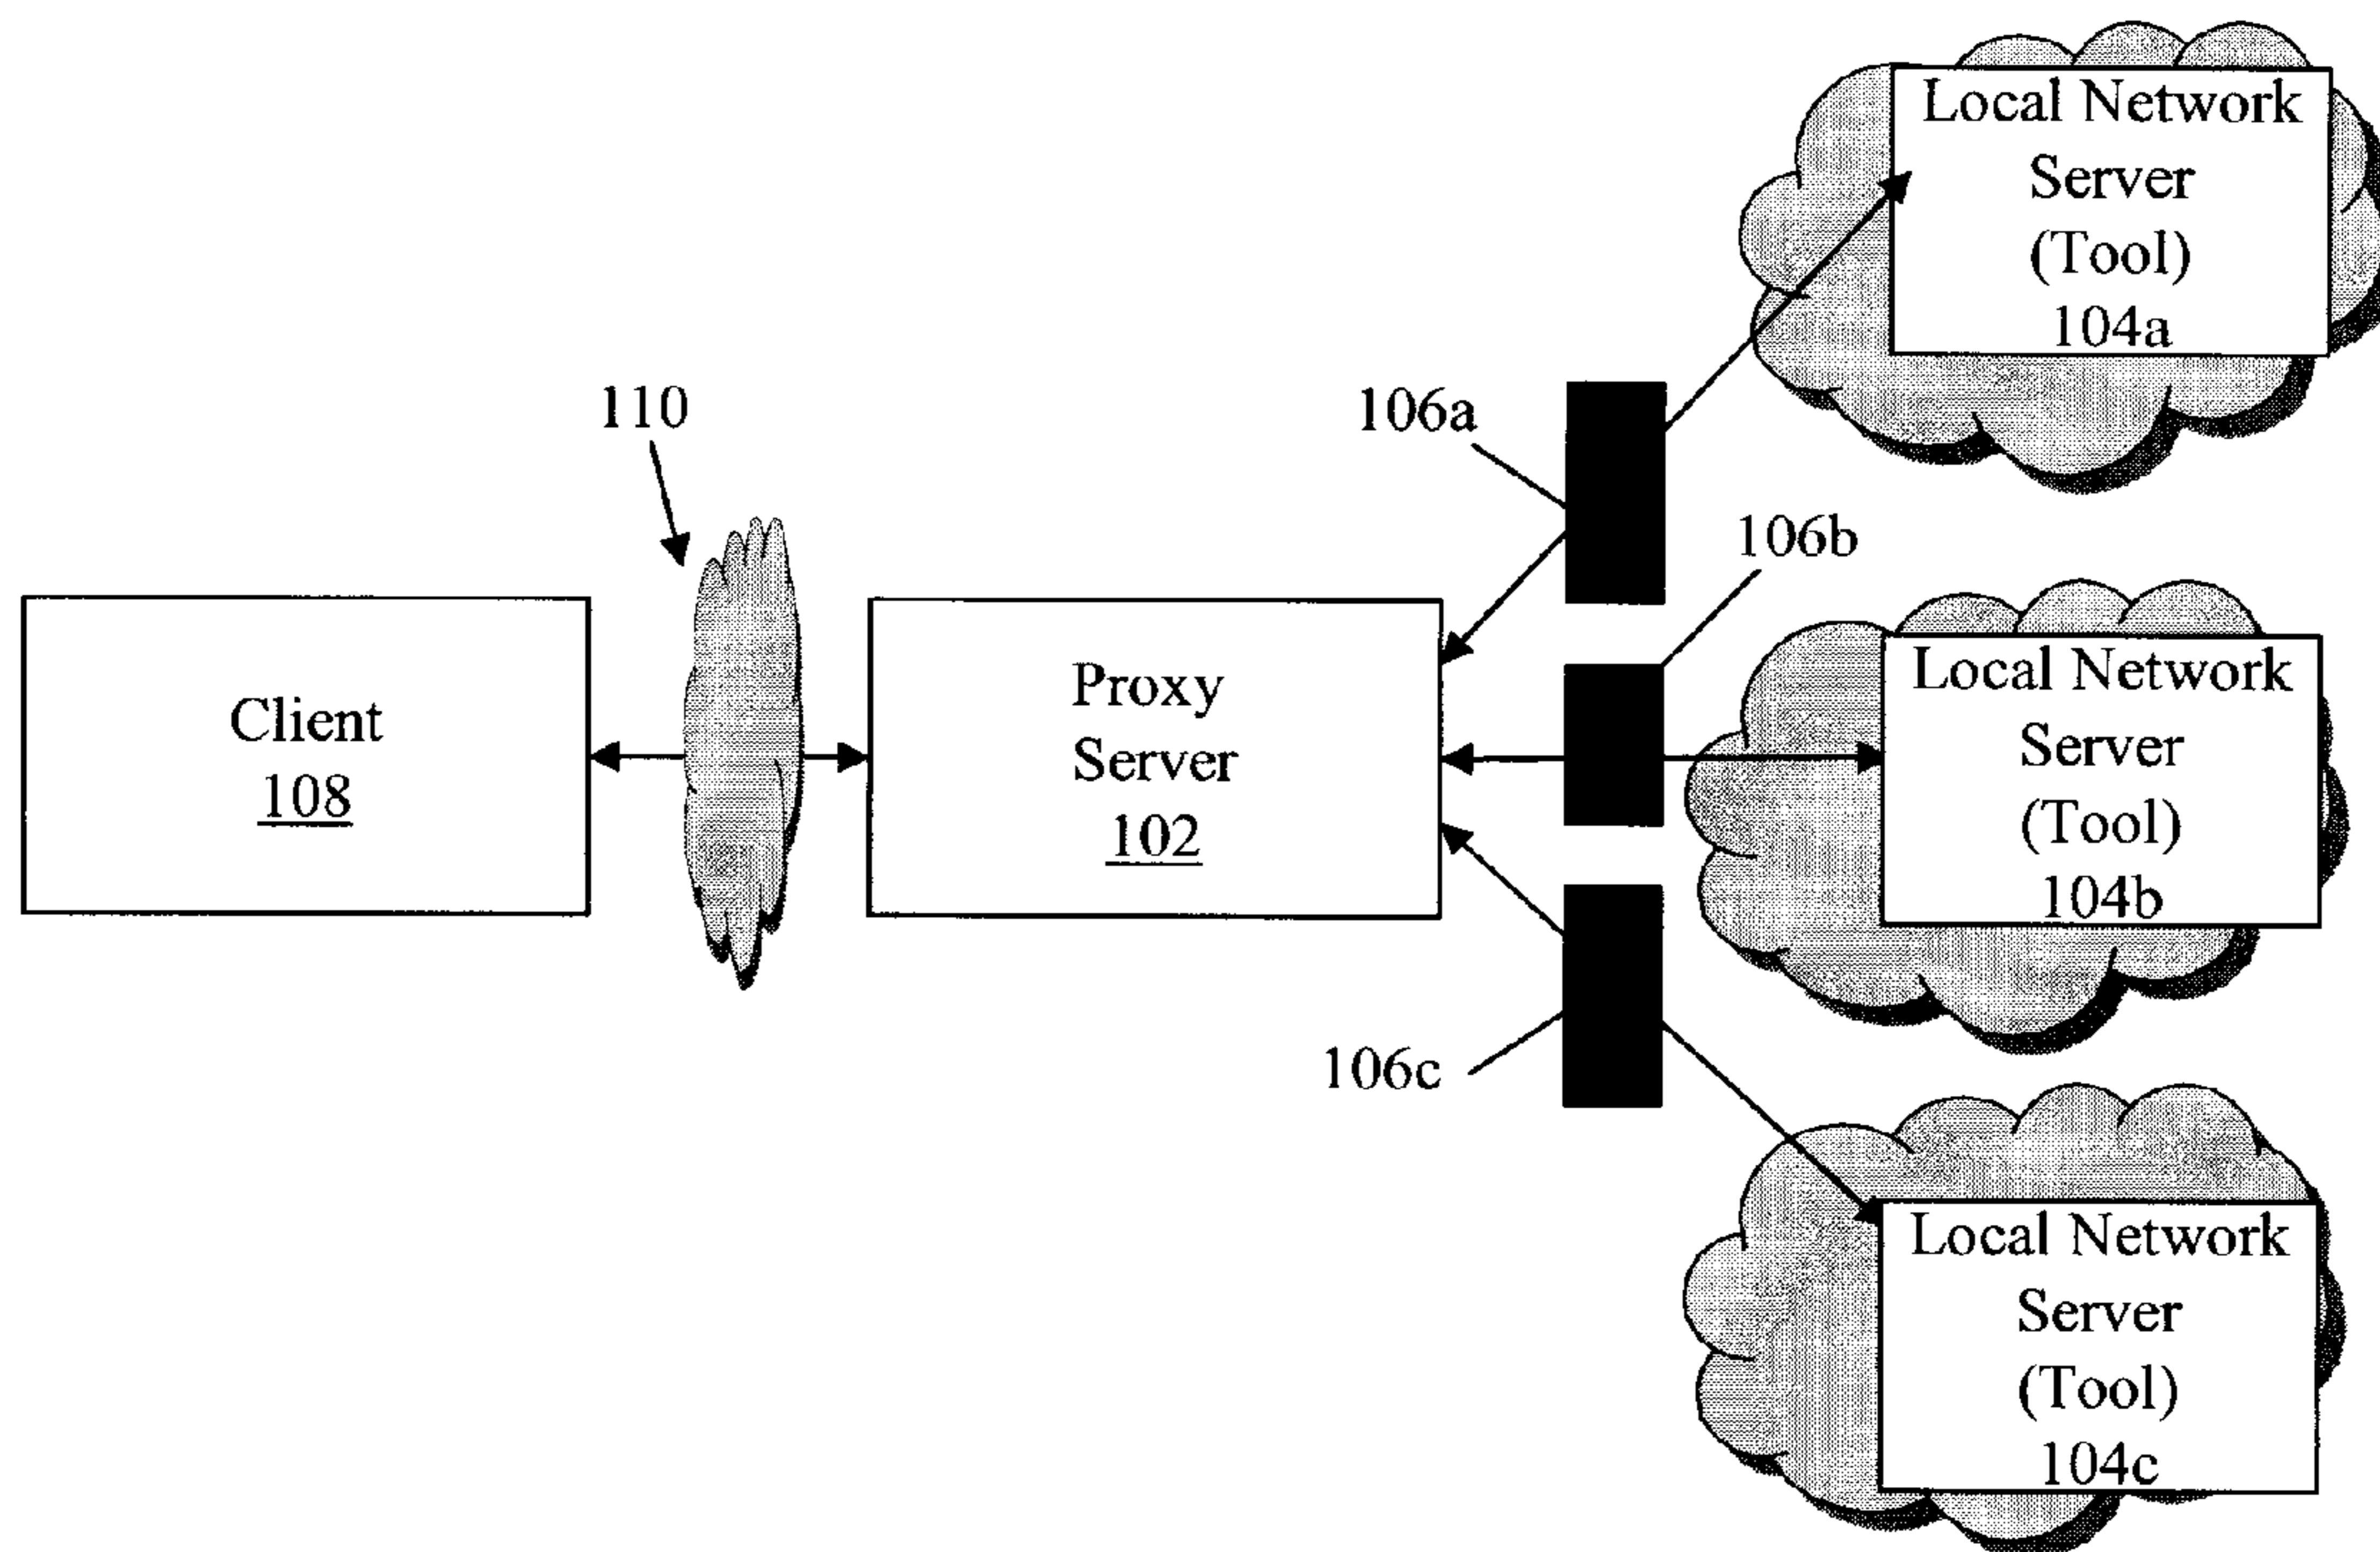 Local Network
Server
(Tool)
104a
110
106a
106b
Client
108
Proxy
Server
102
Local Network
Server
(Tool)
104b
106c
Local Network
Server
(Tool)
104c